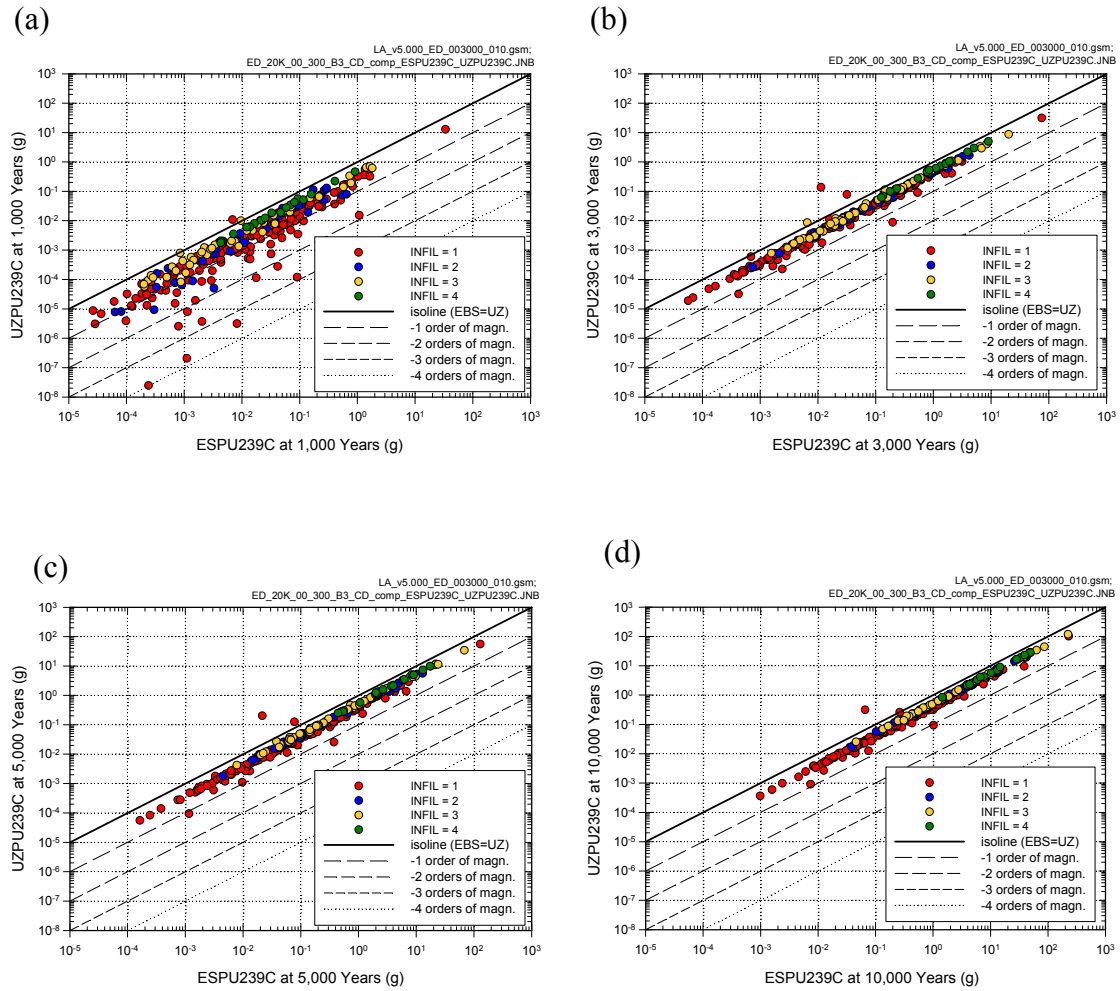 (a)
LA_v5.000_ED_003000_010.gsm;
ED_20K_00_300_B3_CD_comp_ESPU239C_UZPU239C.JNB
UZPU239C at 1,000 Years (g)
10³
10²
10¹
10⁰
10⁻¹
10⁻²
10⁻³
10⁻⁴
10⁻⁵
10⁻⁶
10⁻⁷
10⁻⁸
INFIL = 1
INFIL = 2
INFIL = 3
INFIL = 4
isoline (EBS=UZ)
-1 order of magn.
-2 orders of magn.
-3 orders of magn.
-4 orders of magn.
10⁻⁵ 10⁻⁴ 10⁻³ 10⁻² 10⁻¹ 10⁰ 10¹ 10² 10³
ESPU239C at 1,000 Years (g)
(b)
LA_v5.000_ED_003000_010.gsm;
ED_20K_00_300_B3_CD_comp_ESPU239C_UZPU239C.JNB
UZPU239C at 3,000 Years (g)
10³
10²
10¹
10⁰
10⁻¹
10⁻²
10⁻³
10⁻⁴
10⁻⁵
10⁻⁶
10⁻⁷
10⁻⁸
INFIL = 1
INFIL = 2
INFIL = 3
INFIL = 4
isoline (EBS=UZ)
-1 order of magn.
-2 orders of magn.
-3 orders of magn.
-4 orders of magn.
10⁻⁵ 10⁻⁴ 10⁻³ 10⁻² 10⁻¹ 10⁰ 10¹ 10² 10³
ESPU239C at 3,000 Years (g)
(c)
LA_v5.000_ED_003000_010.gsm;
ED_20K_00_300_B3_CD_comp_ESPU239C_UZPU239C.JNB
UZPU239C at 5,000 Years (g)
10³
10²
10¹
10⁰
10⁻¹
10⁻²
10⁻³
10⁻⁴
10⁻⁵
10⁻⁶
10⁻⁷
10⁻⁸
INFIL = 1
INFIL = 2
INFIL = 3
INFIL = 4
isoline (EBS=UZ)
-1 order of magn.
-2 orders of magn.
-3 orders of magn.
-4 orders of magn.
10⁻⁵ 10⁻⁴ 10⁻³ 10⁻² 10⁻¹ 10⁰ 10¹ 10² 10³
ESPU239C at 5,000 Years (g)
(d)
LA_v5.000_ED_003000_010.gsm;
ED_20K_00_300_B3_CD_comp_ESPU239C_UZPU239C.JNB
UZPU239C at 10,000 Years (g)
10³
10²
10¹
10⁰
10⁻¹
10⁻²
10⁻³
10⁻⁴
10⁻⁵
10⁻⁶
10⁻⁷
10⁻⁸
INFIL = 1
INFIL = 2
INFIL = 3
INFIL = 4
isoline (EBS=UZ)
-1 order of magn.
-2 orders of magn.
-3 orders of magn.
-4 orders of magn.
10⁻⁵ 10⁻⁴ 10⁻³ 10⁻² 10⁻¹ 10⁰ 10¹ 10² 10³
ESPU239C at 10,000 Years (g)